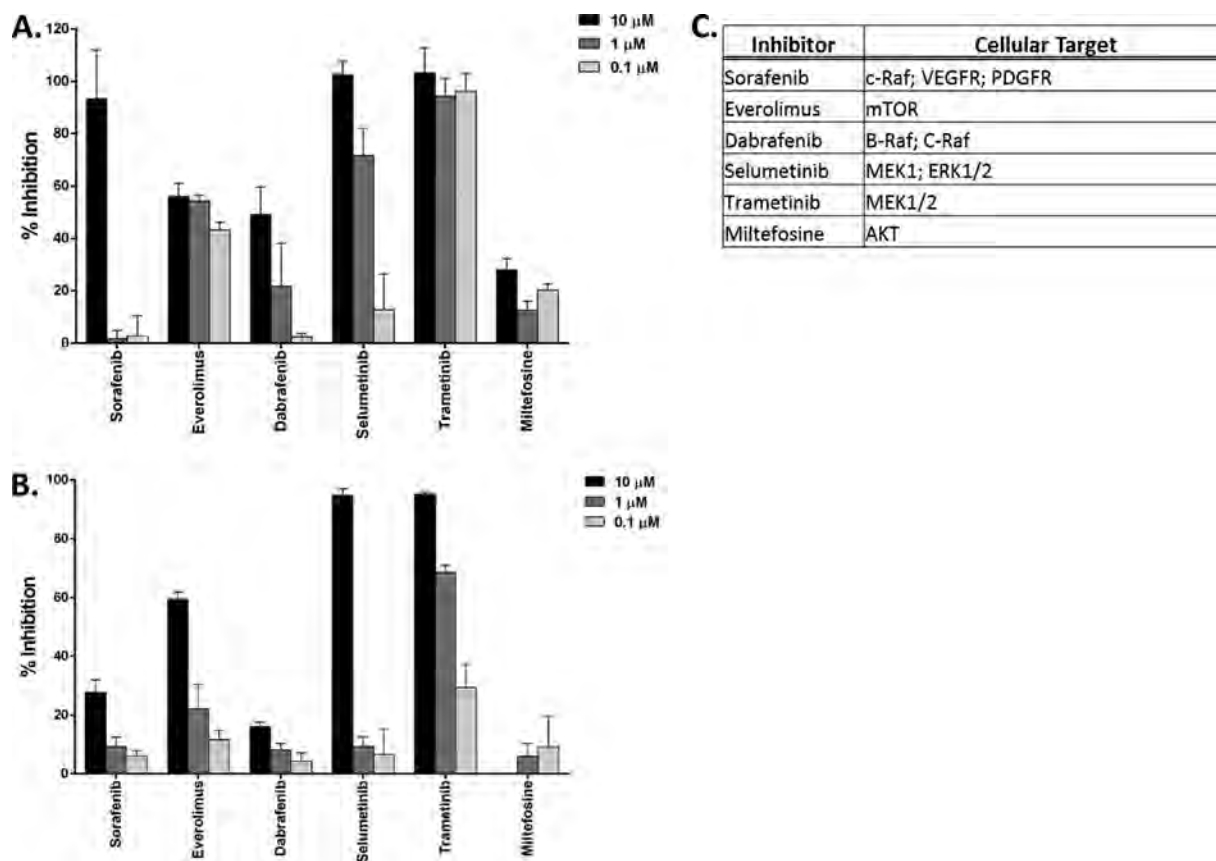 A.
120
100
80
60
40
20
0
% Inhibition
10 μM
1 μM
0.1 μM
Sorafenib
Everolimus
Dabrafenib
Selumetinib
Trametinib
Miltefosine
B.
100
80
60
40
20
0
% Inhibition
10 μM
1 μM
0.1 μM
Sorafenib
Everolimus
Dabrafenib
Selumetinib
Trametinib
Miltefosine
C.
Inhibitor Cellular Target
Sorafenib c-Raf; VEGFR; PDGFR
Everolimus mTOR
Dabrafenib B-Raf; C-Raf
Selumetinib MEK1; ERK1/2
Trametinib MEK1/2
Miltefosine AKT